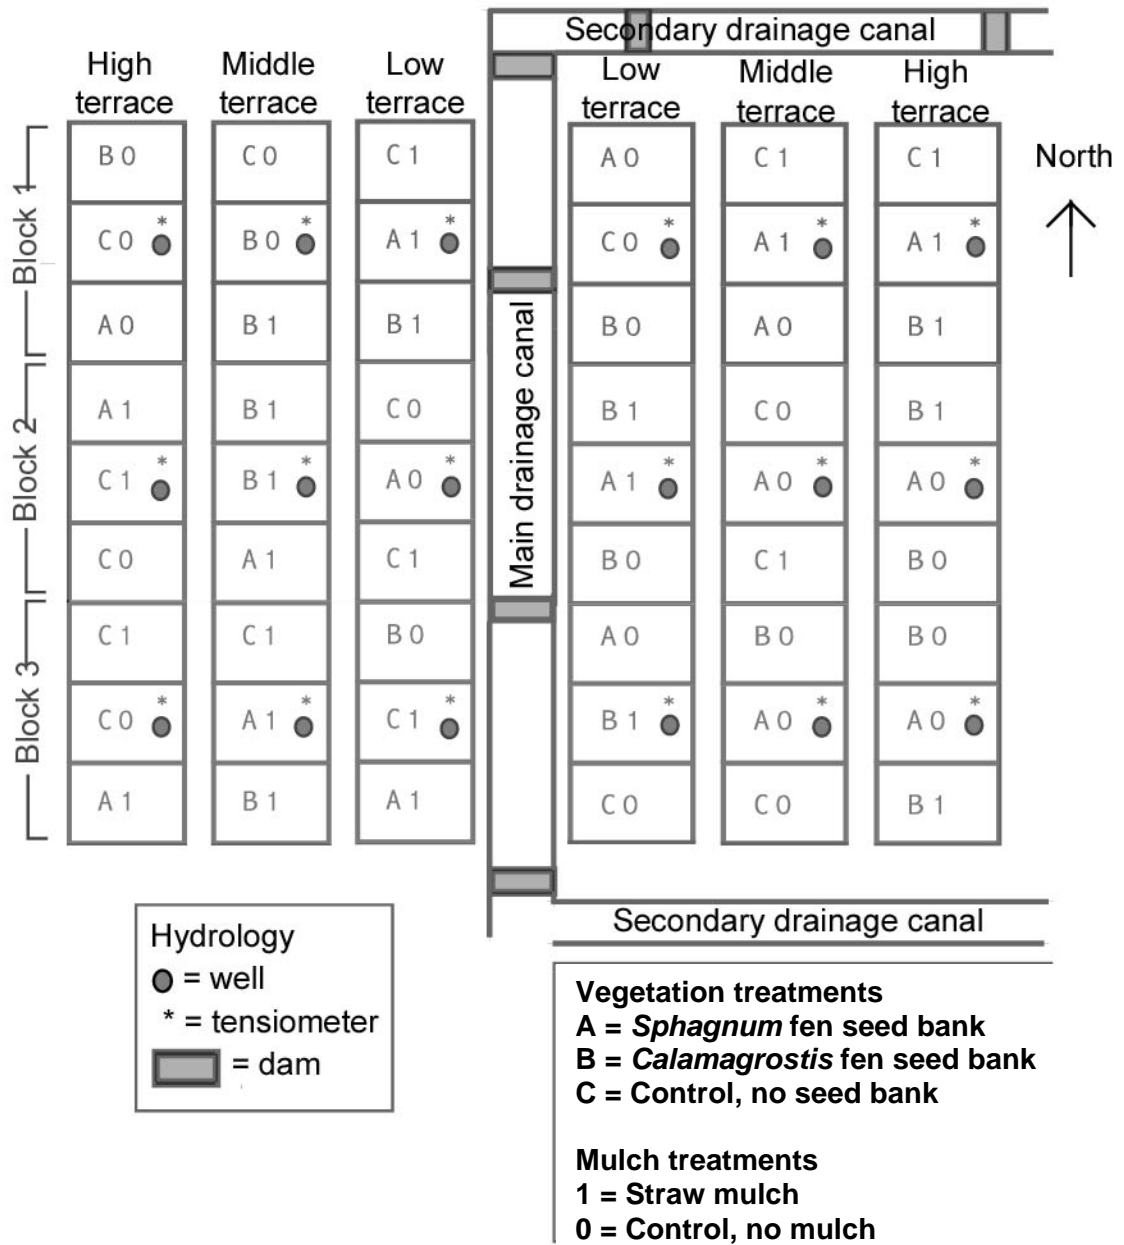 Secondary drainage canal
High terrace
Middle terrace
Low terrace
Low terrace
Middle terrace
High terrace
North
Block 1
Block 2
Block 3
Main drainage canal
B 0 C 0 C 1 A 0 C 1 C 1
C 0 * B 0 * A 1 * C 0 * A 1 * A 1 *
A 0 B 1 B 1 B 0 A 0 B 1
A 1 B 1 C 0 B 1 C 0 B 1
C 1 * B 1 * A 0 * A 1 * A 0 * A 0 *
C 0 A 1 C 1 B 0 C 1 B 0
C 1 C 1 B 0 A 0 B 0 B 0
C 0 * A 1 * C 1 * B 1 * A 0 * A 0 *
A 1 B 1 A 1 C 0 C 0 B 1
Secondary drainage canal
Hydrology
= well
* = tensiometer
= dam
Vegetation treatments
A = Sphagnum fen seed bank
B = Calamagrostis fen seed bank
C = Control, no seed bank
Mulch treatments
1 = Straw mulch
0 = Control, no mulch